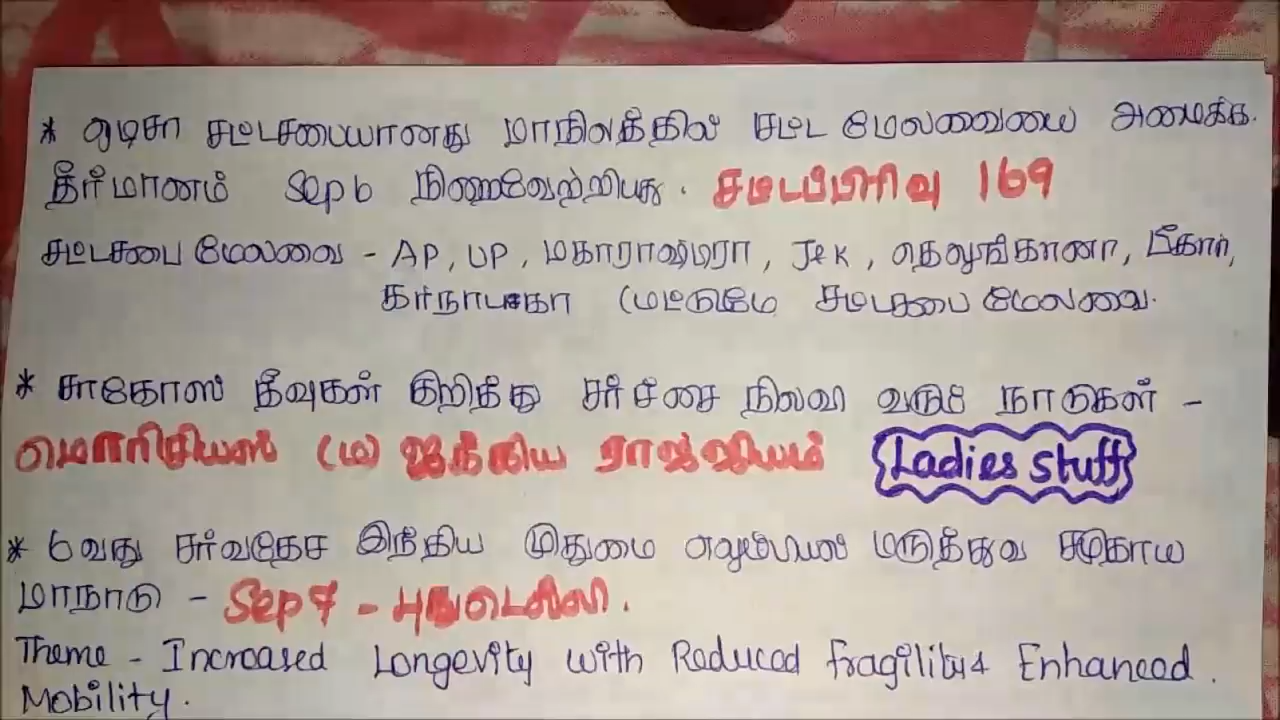 * ஒடிசா சட்டசபையானது மாநிலத்தில் சட்ட மேலவையை அமைக்க
தீர்மானம் Sep 6 நிறைவேற்றியது. சட்டப்பிரிவு 169
சட்டசபை மேலவை - AP, UP, மகாராஷ்டிரா, J&K, தெலுங்கானா, பீகார்,
கர்நாடகா மட்டுமே சட்டசபை மேலவை.
* சாகோஸ் தீவுகள் குறித்து சர்ச்சை நிலவி வரும் நாடுகள் -
மொரிசியஸ் (ம) ஐக்கிய ராஜ்ஜியம் Ladies Stuff
* 6 வது சர்வதேச இந்திய முதுமை எலும்பியல் மருத்துவ சமுதாய
மாநாடு - Sep 7 - புதுடெல்லி.
Theme - Increased Longevity with Reduced Fragility & Enhanced.
Mobility.